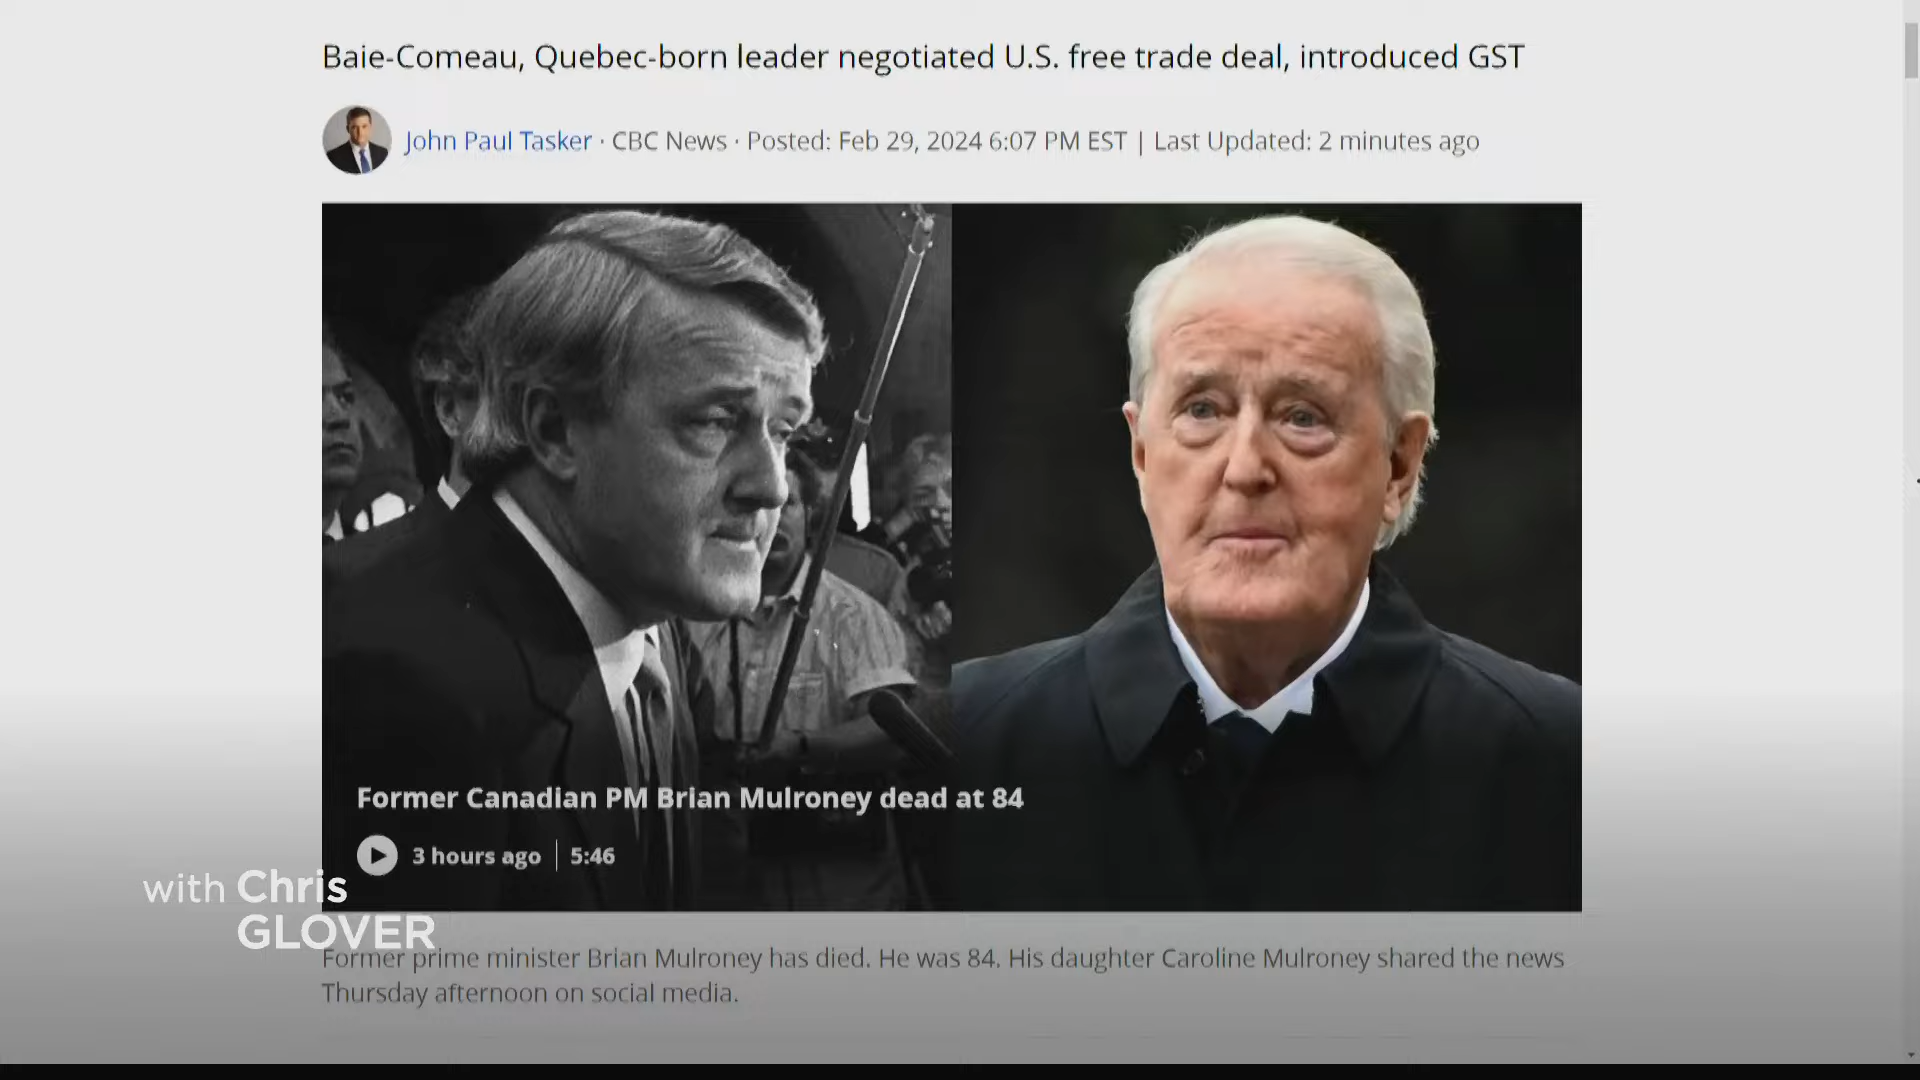 Baie-Comeau, Quebec-born leader negotiated U.S. free trade deal, introduced GST
John Paul Tasker · CBC News · Posted: Feb 29, 2024 6:07 PM EST | Last Updated: 2 minutes ago
Former Canadian PM Brian Mulroney dead at 84
3 hours ago | 5:46
with Chris
GLOVER
Former prime minister Brian Mulroney has died. He was 84. His daughter Caroline Mulroney shared the news
Thursday afternoon on social media.